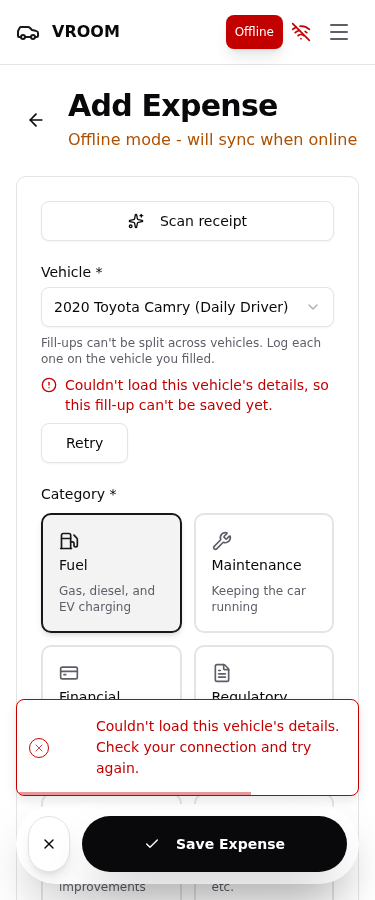 VROOM
Offline
Add Expense
Offline mode - will sync when online
Scan receipt
Vehicle *
2020 Toyota Camry (Daily Driver)
Fill-ups can't be split across vehicles. Log each
one on the vehicle you filled.
Couldn't load this vehicle's details, so
this fill-up can't be saved yet.
Retry
Category *
Fuel
Gas, diesel, and
EV charging
Maintenance
Keeping the car
running
Financial
Regulatory
Couldn't load this vehicle's details.
Check your connection and try
again.
Save Expense
improvements
etc.